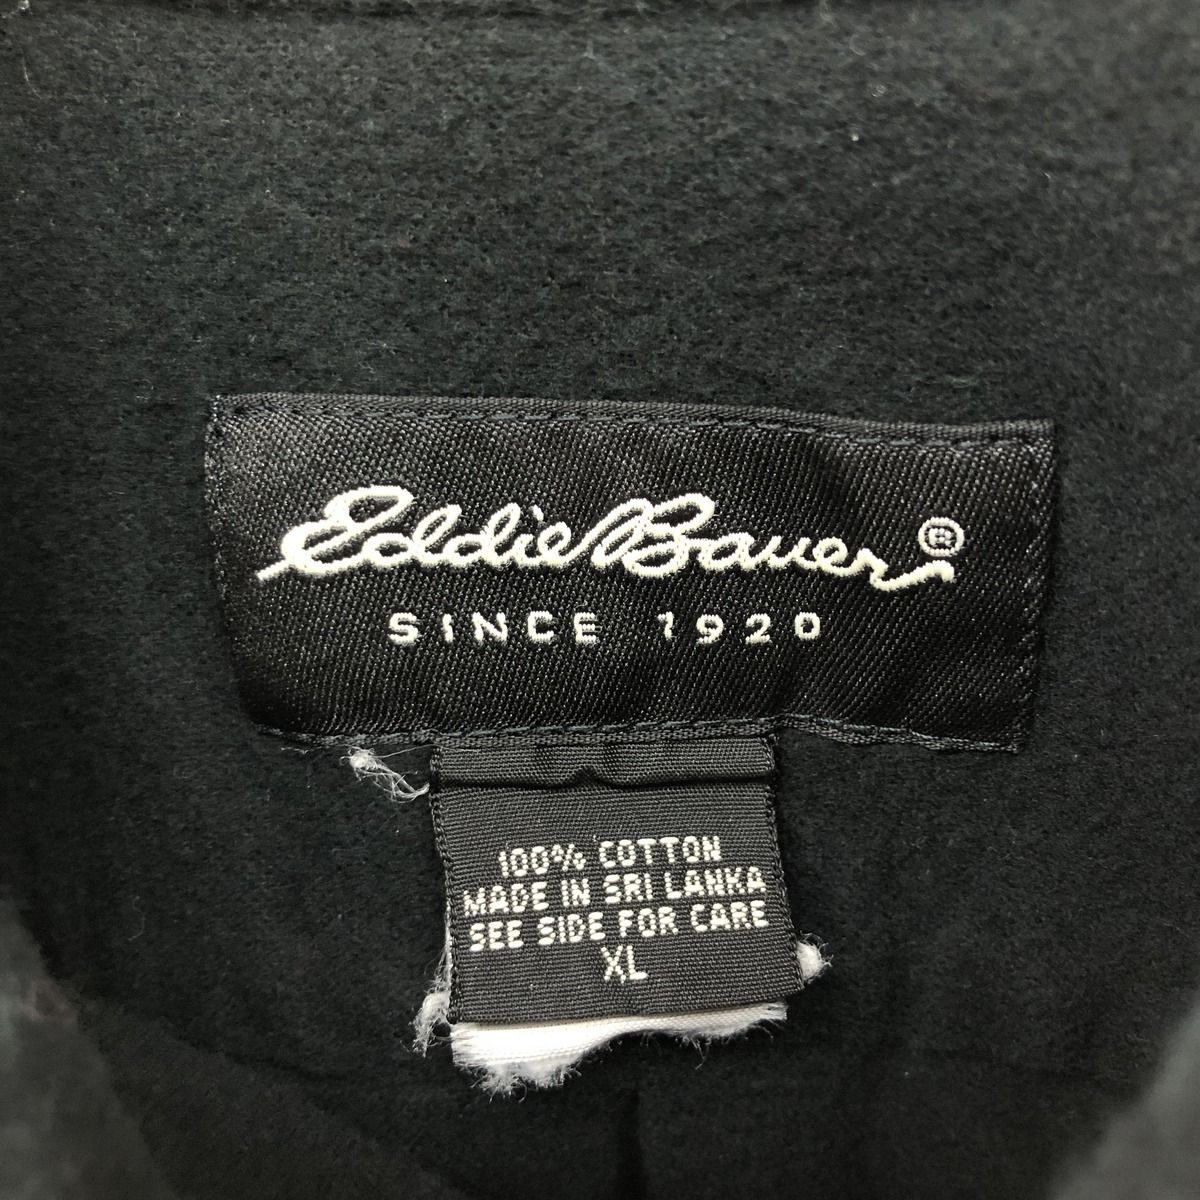 Eddie Bauer®
SINCE 1920
100% COTTON
MADE IN SRI LANKA
SEE SIDE FOR CARE
XL